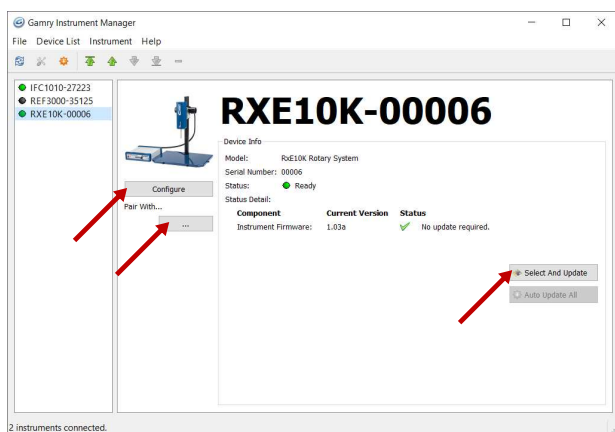 Gamry Instrument Manager
File Device List Instrument Help
IFC1010-27223
REF3000-35125
RXE10K-00006
RXE10K-00006
Device Info
Model: RxE10K Rotary System
Serial Number: 00006
Status: Ready
Status Detail:
Component Current Version Status
Instrument Firmware: 1.03a No update required.
Configure
Pair With...
...
Select And Update
Auto Update All
2 instruments connected.